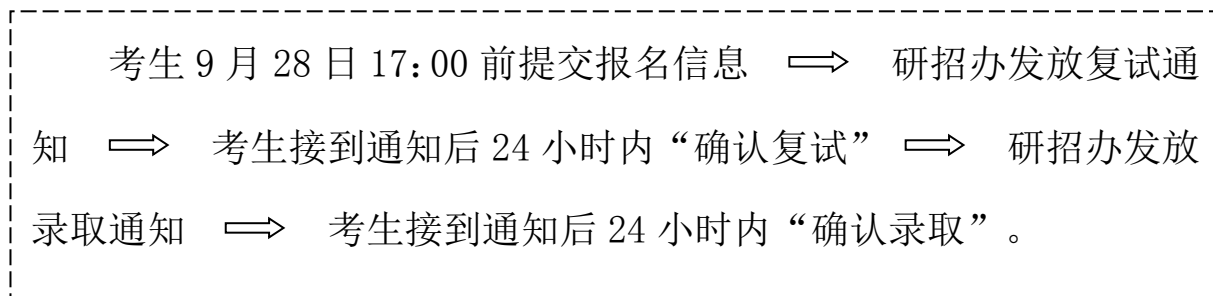 考生 9 月 28 日 17:00 前提交报名信息 ⇨ 研招办发放复试通
知 ⇨ 考生接到通知后 24 小时内“确认复试” ⇨ 研招办发放
录取通知 ⇨ 考生接到通知后 24 小时内“确认录取”。